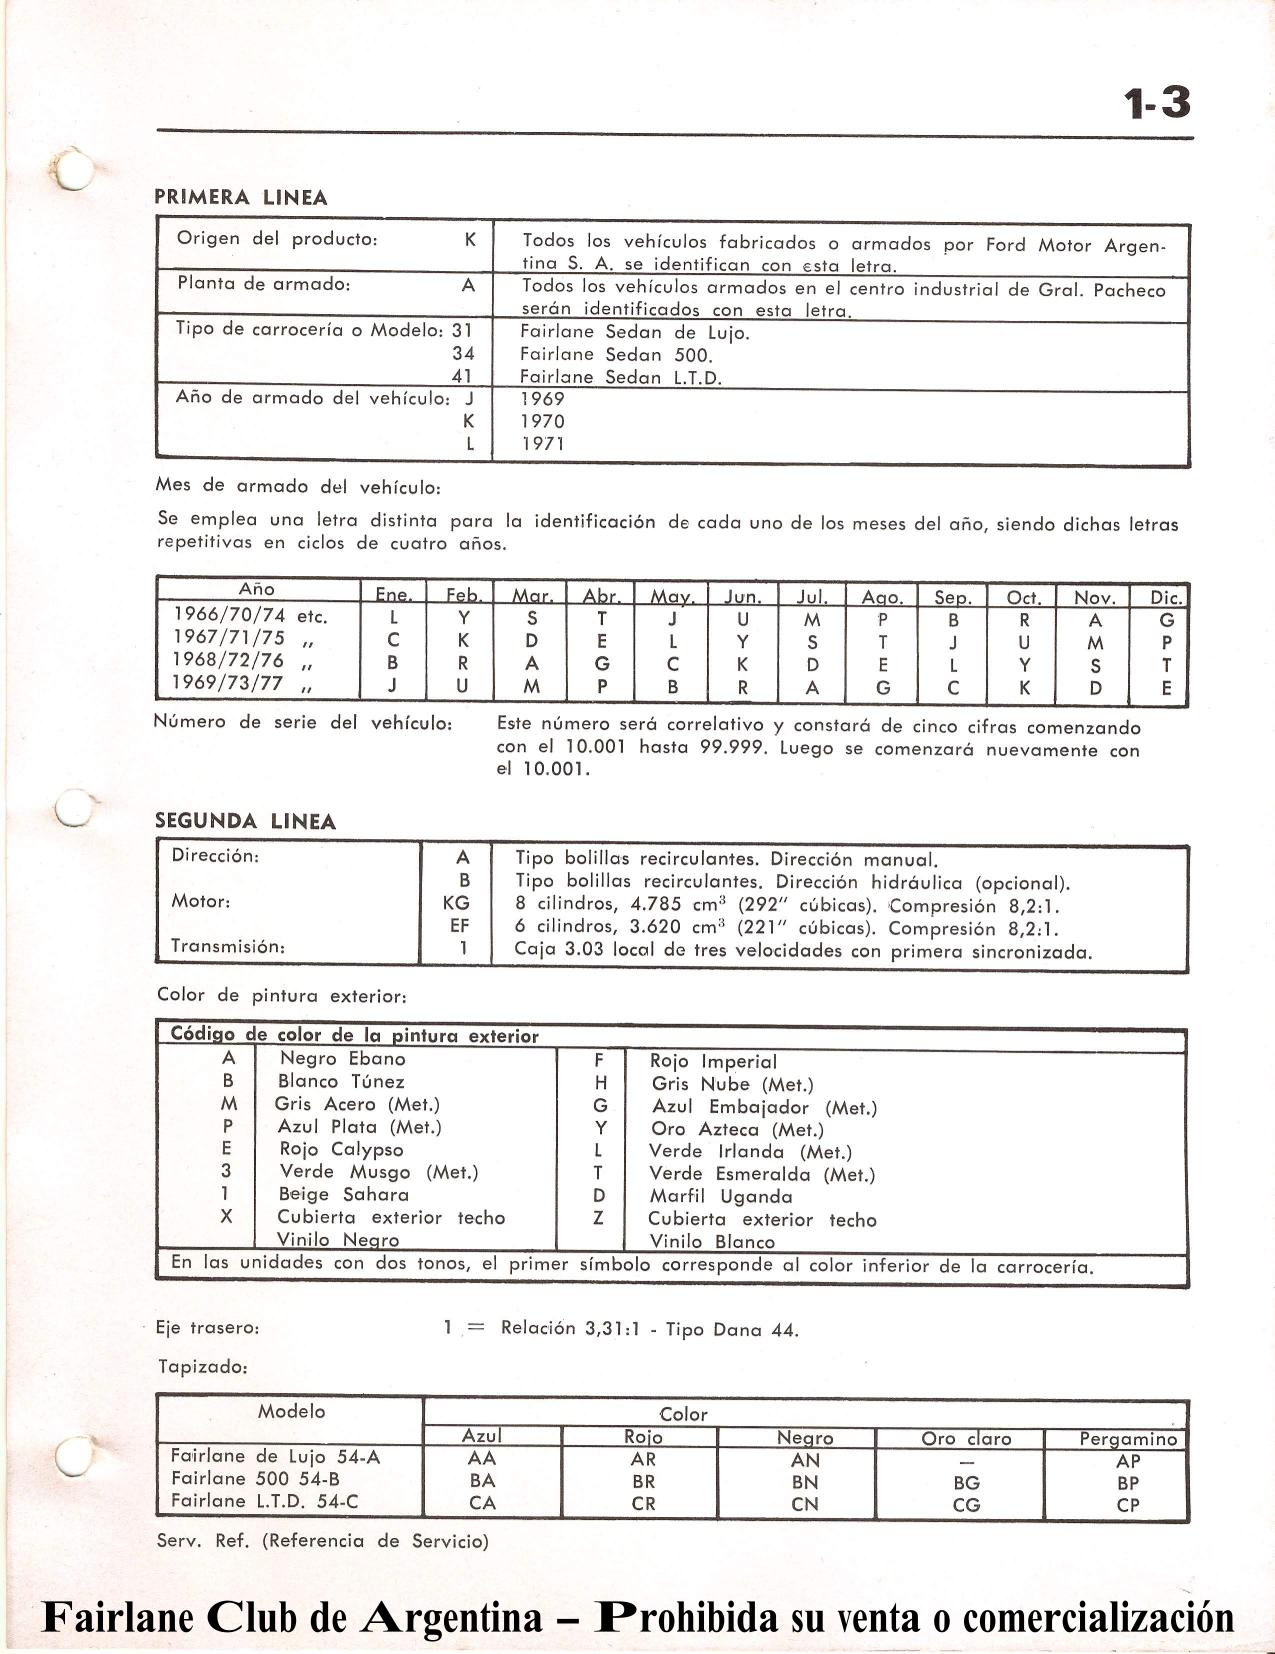 1-3
PRIMERA LINEA
Origen del producto: K Todos los vehículos fabricados o armados por Ford Motor Argen-
tina S. A. se identifican con esta letra.
Planta de armado: A Todos los vehículos armados en el centro industrial de Gral. Pacheco
serán identificados con esta letra.
Tipo de carrocería o Modelo: 31 Fairlane Sedan de Lujo.
34 Fairlane Sedan 500.
41 Fairlane Sedan L.T.D.
Año de armado del vehículo: J 1969
K 1970
L 1971
Mes de armado del vehículo:
Se emplea una letra distinta para la identificación de cada uno de los meses del año, siendo dichas letras
repetitivas en ciclos de cuatro años.
Año Ene. Feb. Mar. Abr. May. Jun. Jul. Ago. Sep. Oct. Nov. Dic.
1966/70/74 etc. L Y S T J U M P B R A G
1967/71/75 ,, C K D E L Y S T J U M P
1968/72/76 ,, B R A G C K D E L Y S T
1969/73/77 ,, J U M P B R A G C K D E
Número de serie del vehículo: Este número será correlativo y constará de cinco cifras comenzando
con el 10.001 hasta 99.999. Luego se comenzará nuevamente con
el 10.001.
SEGUNDA LINEA
Dirección: A Tipo bolillas recirculantes. Dirección manual.
B Tipo bolillas recirculantes. Dirección hidráulica (opcional).
Motor: KG 8 cilindros, 4.785 cm³ (292" cúbicas). Compresión 8,2:1.
EF 6 cilindros, 3.620 cm³ (221" cúbicas). Compresión 8,2:1.
Transmisión: 1 Caja 3.03 local de tres velocidades con primera sincronizada.
Color de pintura exterior:
Código de color de la pintura exterior
A Negro Ebano F Rojo Imperial
B Blanco Túnez H Gris Nube (Met.)
M Gris Acero (Met.) G Azul Embajador (Met.)
P Azul Plata (Met.) Y Oro Azteca (Met.)
E Rojo Calypso L Verde Irlanda (Met.)
3 Verde Musgo (Met.) T Verde Esmeralda (Met.)
1 Beige Sahara D Marfil Uganda
X Cubierta exterior techo Z Cubierta exterior techo
Vinilo Negro Vinilo Blanco
En las unidades con dos tonos, el primer símbolo corresponde al color inferior de la carrocería.
Eje trasero: 1 = Relación 3,31:1 - Tipo Dana 44.
Tapizado:
Modelo Color
Azul Rojo Negro Oro claro Pergamino
Fairlane de Lujo 54-A AA AR AN — AP
Fairlane 500 54-B BA BR BN BG BP
Fairlane L.T.D. 54-C CA CR CN CG CP
Serv. Ref. (Referencia de Servicio)
Fairlane Club de Argentina – Prohibida su venta o comercialización